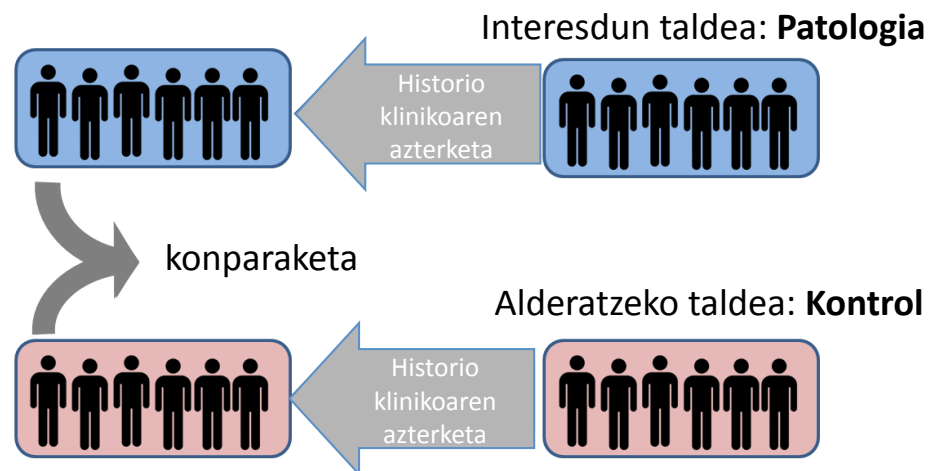 Interesdun taldea: Patologia
Historio
klinikoaren
azterketa
konparaketa
Alderatzeko taldea: Kontrol
Historio
klinikoaren
azterketa